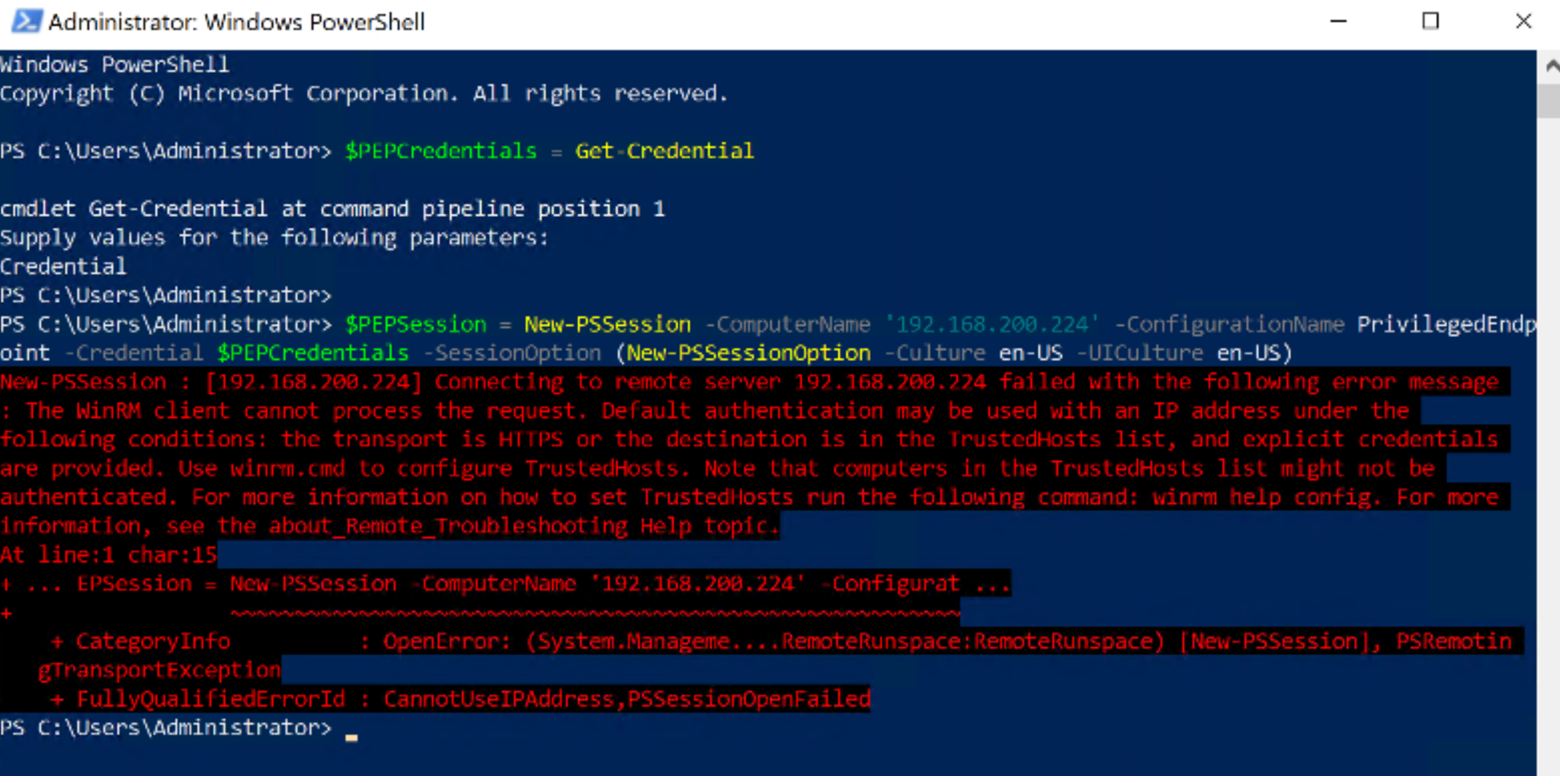 Administrator: Windows PowerShell
Windows PowerShell
Copyright (C) Microsoft Corporation. All rights reserved.
PS C:\Users\Administrator> $PEPCredentials = Get-Credential
cmdlet Get-Credential at command pipeline position 1
Supply values for the following parameters:
Credential
PS C:\Users\Administrator>
PS C:\Users\Administrator> $PEPSession = New-PSSession -ComputerName '192.168.200.224' -ConfigurationName PrivilegedEndp
oint -Credential $PEPCredentials -SessionOption (New-PSSessionOption -Culture en-US -UICulture en-US)
New-PSSession : [192.168.200.224] Connecting to remote server 192.168.200.224 failed with the following error message
: The WinRM client cannot process the request. Default authentication may be used with an IP address under the
following conditions: the transport is HTTPS or the destination is in the TrustedHosts list, and explicit credentials
are provided. Use winrm.cmd to configure TrustedHosts. Note that computers in the TrustedHosts list might not be
authenticated. For more information on how to set TrustedHosts run the following command: winrm help config. For more
information, see the about_Remote_Troubleshooting Help topic.
At line:1 char:15
+ ... EPSession = New-PSSession -ComputerName '192.168.200.224' -Configurat ...
+ ~~~~~~~~~~~~~~~~~~~~~~~~~~~~~~~~~~~~~~~~~~~~~~~~~~~~~~~~~
+ CategoryInfo : OpenError: (System.Manageme....RemoteRunspace:RemoteRunspace) [New-PSSession], PSRemotin
gTransportException
+ FullyQualifiedErrorId : CannotUseIPAddress,PSSessionOpenFailed
PS C:\Users\Administrator>